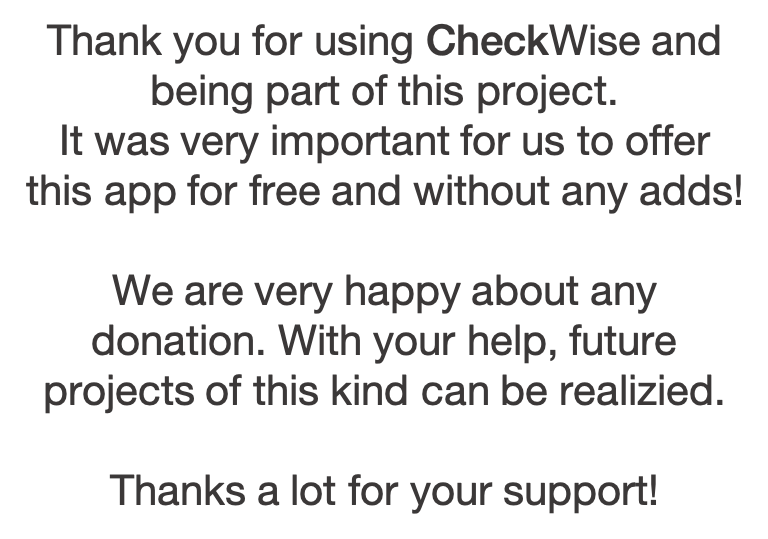 Thank you for using CheckWise and
being part of this project.
It was very important for us to offer
this app for free and without any adds!
We are very happy about any
donation. With your help, future
projects of this kind can be realizied.
Thanks a lot for your support!